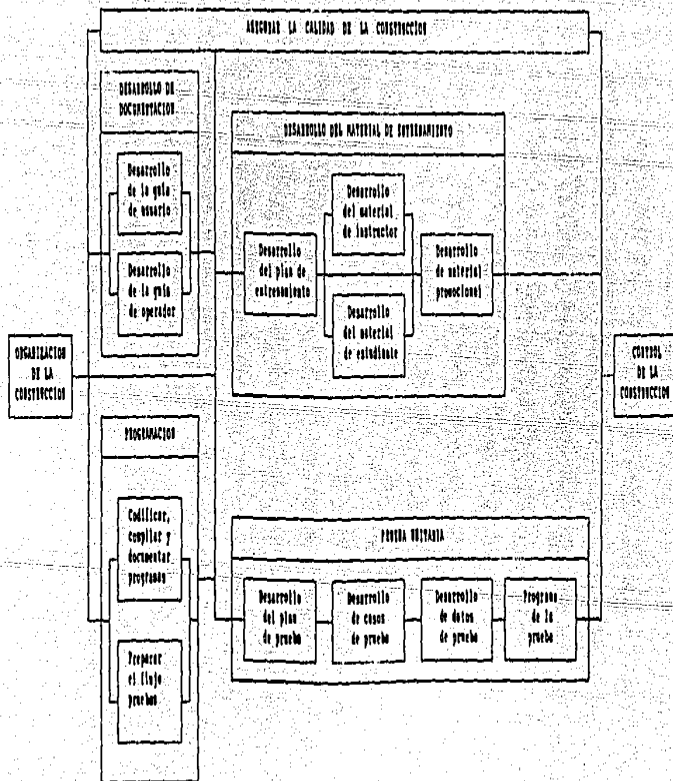 ASEGURAR LA CALIDAD DE LA CONSTRUCCION
DESARROLLO DE
DOCUMENTACION
Desarrollo
de la guía
de usuario
Desarrollo
de la guía
de operador
DESARROLLO DEL MATERIAL DE ENTRENAMIENTO
Desarrollo
del plan de
entrenamiento
Desarrollo
del material
de instructor
Desarrollo
del material
de estudiante
Desarrollo
de material
promocional
ORGANIZACION
DE LA
CONSTRUCCION
CONTROL
DE LA
CONSTRUCCION
PROGRAMACION
Codificar,
compilar y
documentar
programas
Preparar
el flujo
pruebas
PRUEBA UNITARIA
Desarrollo
del plan
de prueba
Desarrollo
de casos
de prueba
Desarrollo
de datos
de prueba
Programa
de la
prueba